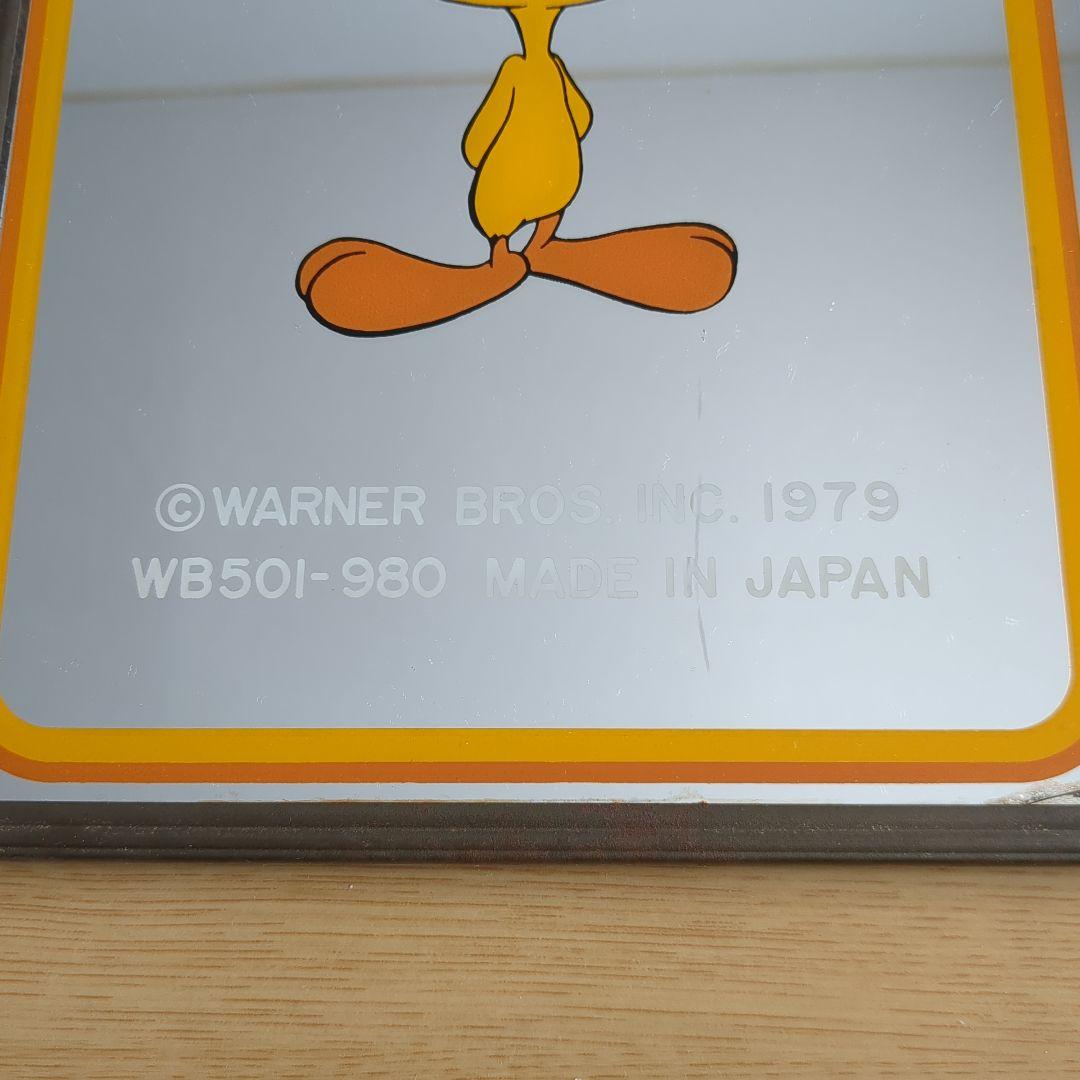 ©WARNER BROS. INC. 1979
WB501-980 MADE IN JAPAN